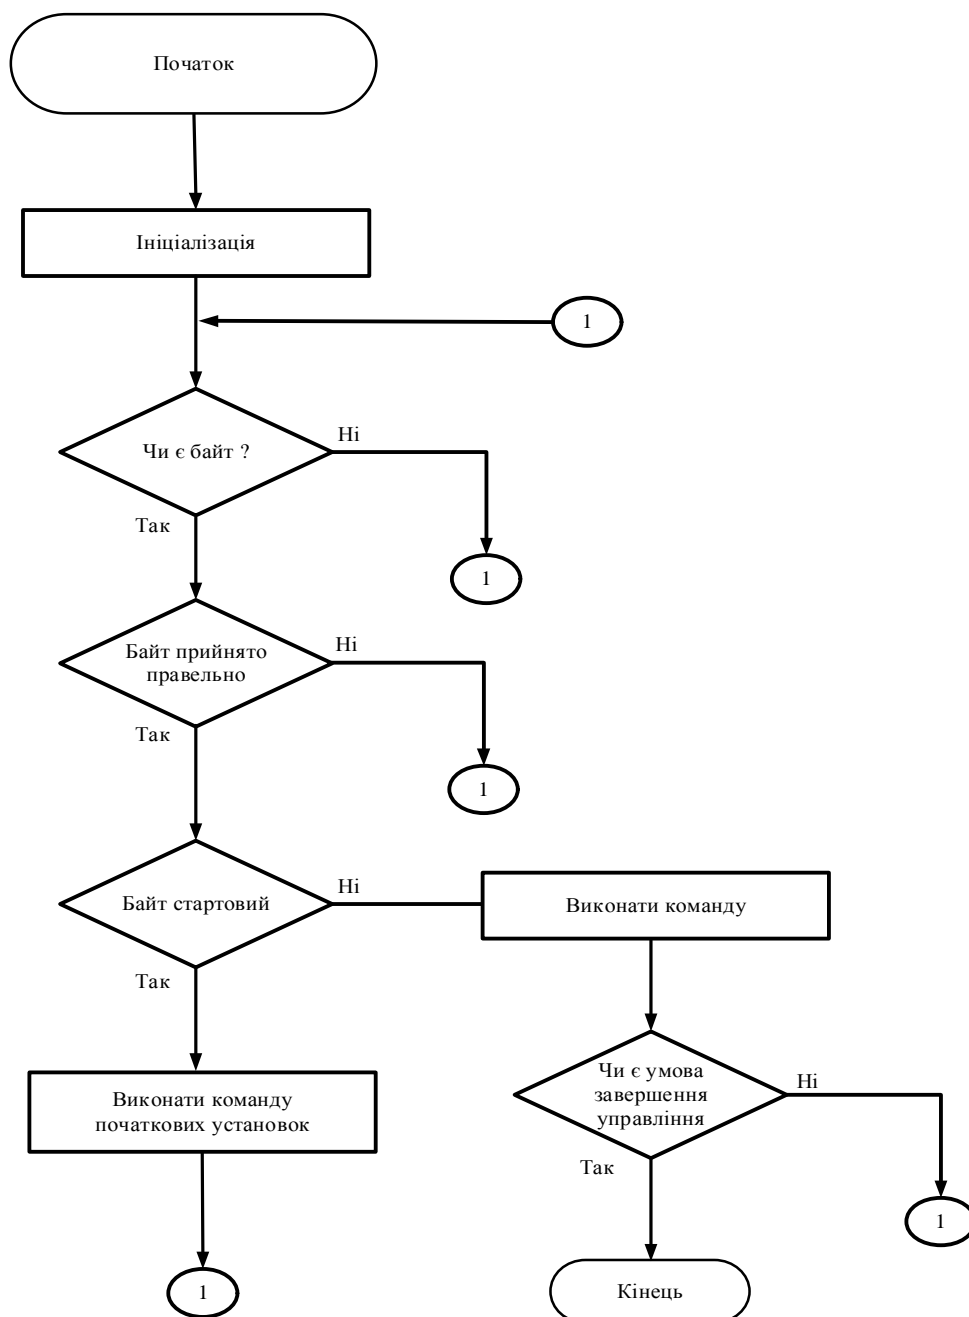 Початок
Ініціалізація
1
Чи є байт ?
Ні
Так
1
Байт прийнято
правельно
Ні
Так
1
Байт стартовий
Ні
Виконати команду
Так
Чи є умова
завершення
управління
Ні
Виконати команду
початкових установок
Так
1
1
Кінець